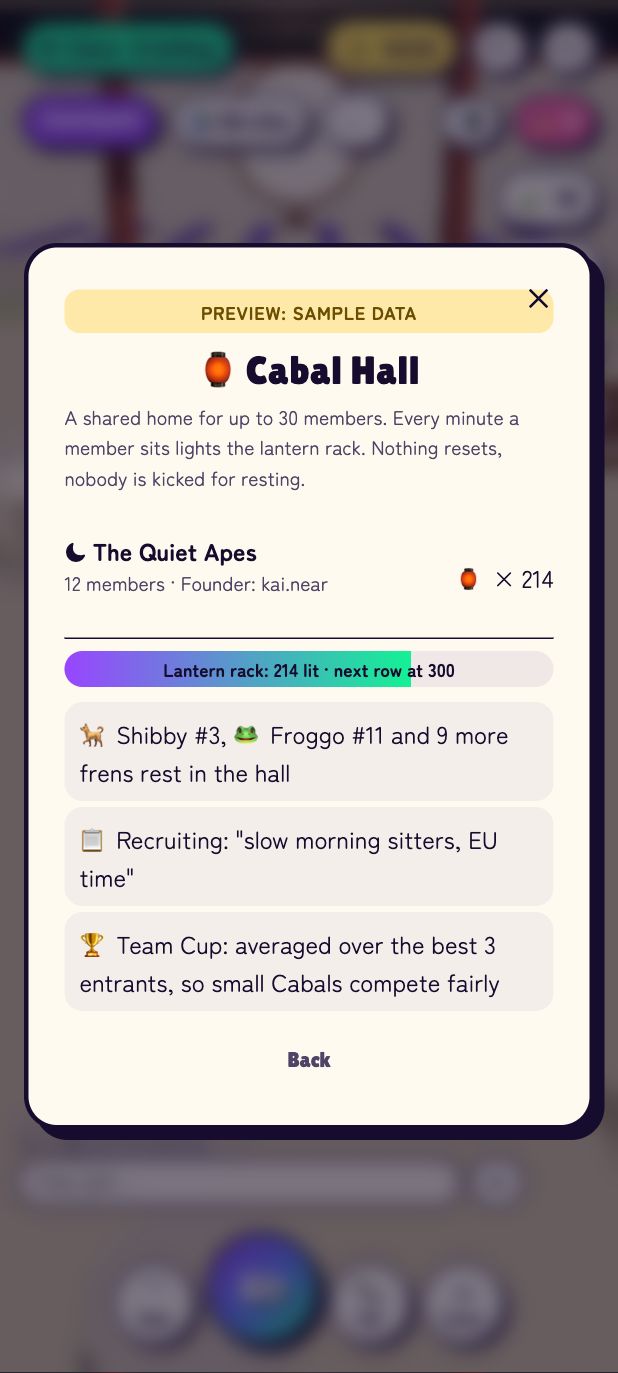 PREVIEW: SAMPLE DATA
🏮 Cabal Hall
A shared home for up to 30 members. Every minute a
member sits lights the lantern rack. Nothing resets,
nobody is kicked for resting.
The Quiet Apes
12 members · Founder: kai.near
🏮 × 214
Lantern rack: 214 lit · next row at 300
🐕 Shibby #3, 🐸 Froggo #11 and 9 more
frens rest in the hall
📋 Recruiting: "slow morning sitters, EU
time"
🏆 Team Cup: averaged over the best 3
entrants, so small Cabals compete fairly
Back